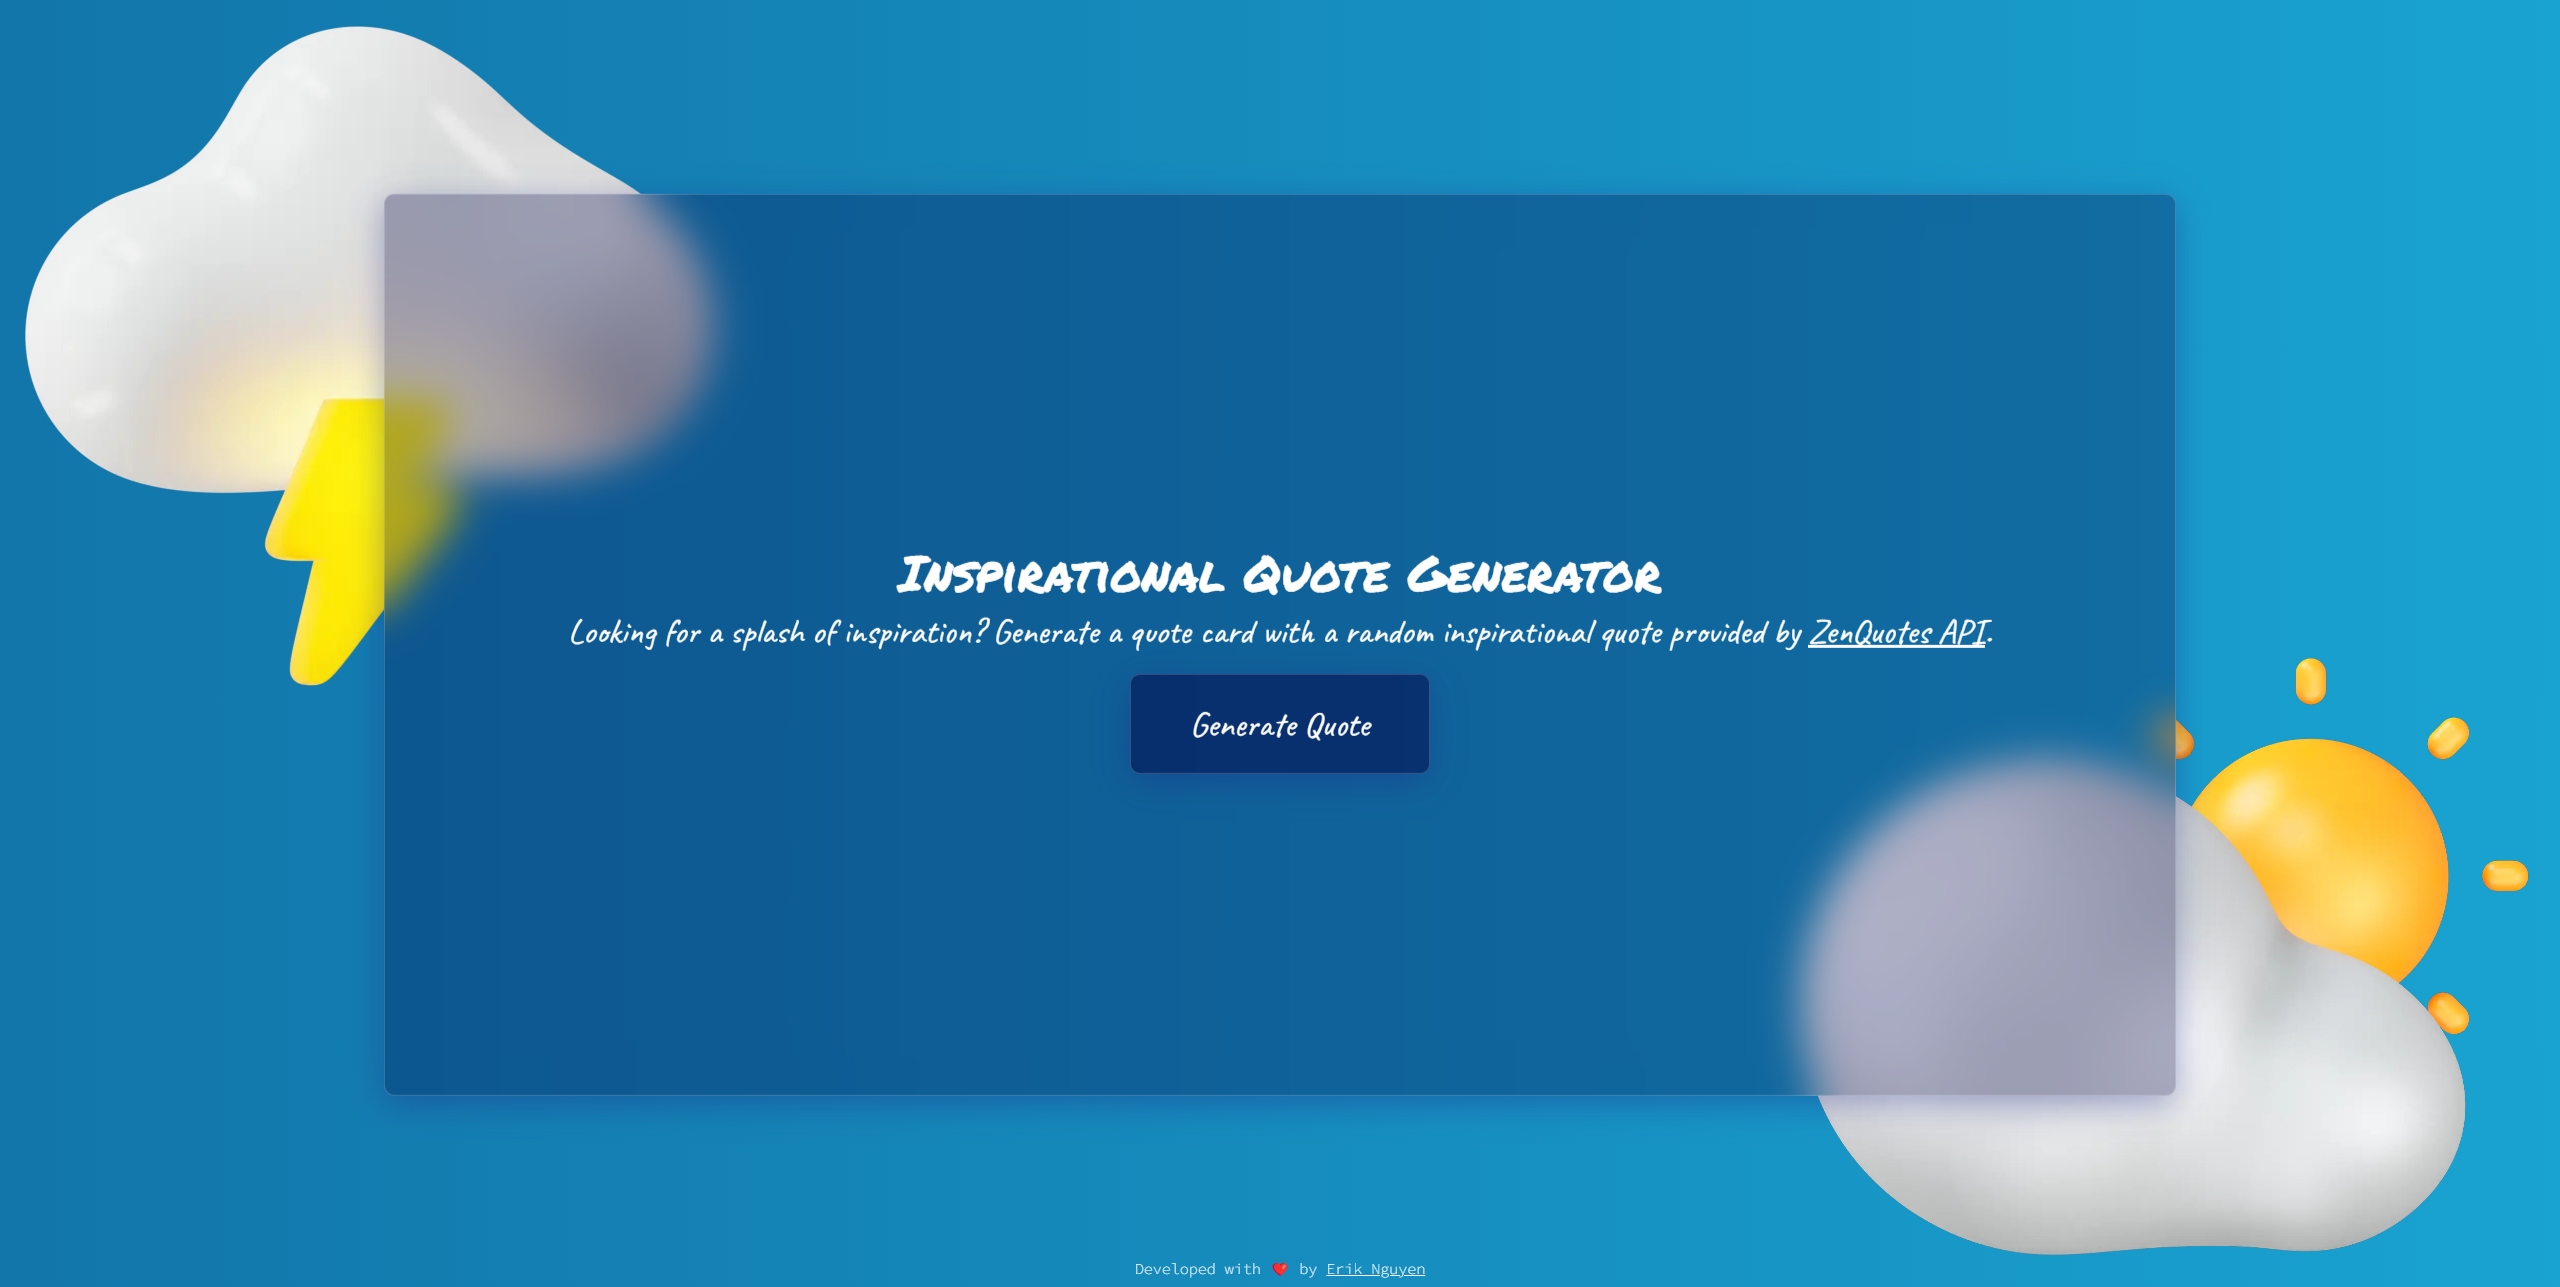 Inspirational Quote Generator
Looking for a splash of inspiration? Generate a quote card with a random inspirational quote provided by ZenQuotes API.
Generate Quote
Developed with ❤️ by Erik Nguyen